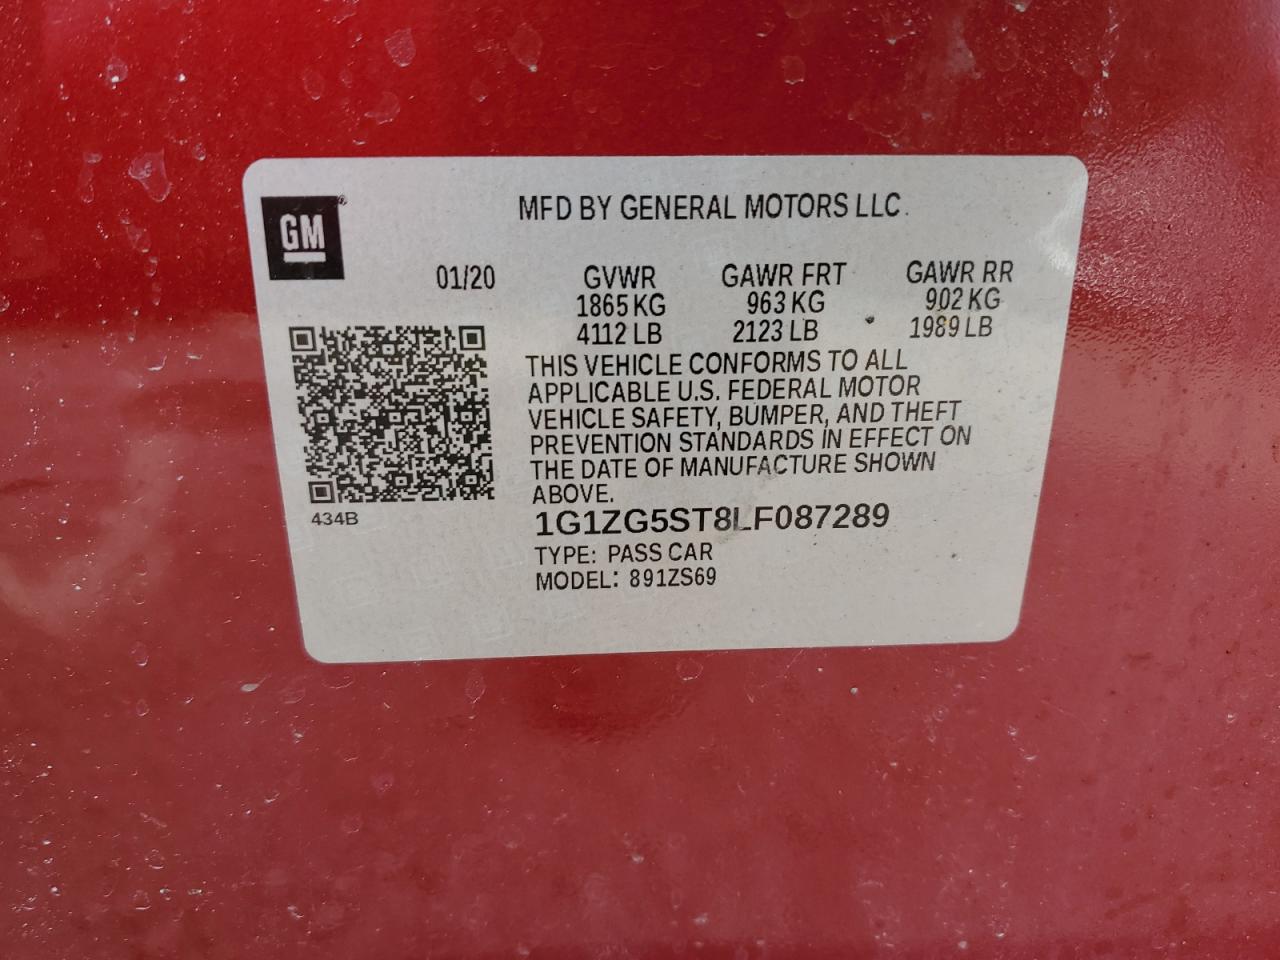 GM
MFD BY GENERAL MOTORS LLC
01/20 GVWR GAWR FRT GAWR RR
1865 KG 963 KG 902 KG
4112 LB 2123 LB 1989 LB
THIS VEHICLE CONFORMS TO ALL
APPLICABLE U.S. FEDERAL MOTOR
VEHICLE SAFETY, BUMPER, AND THEFT
PREVENTION STANDARDS IN EFFECT ON
THE DATE OF MANUFACTURE SHOWN
ABOVE.
434B
1G1ZG5ST8LF087289
TYPE: PASS CAR
MODEL: 891ZS69